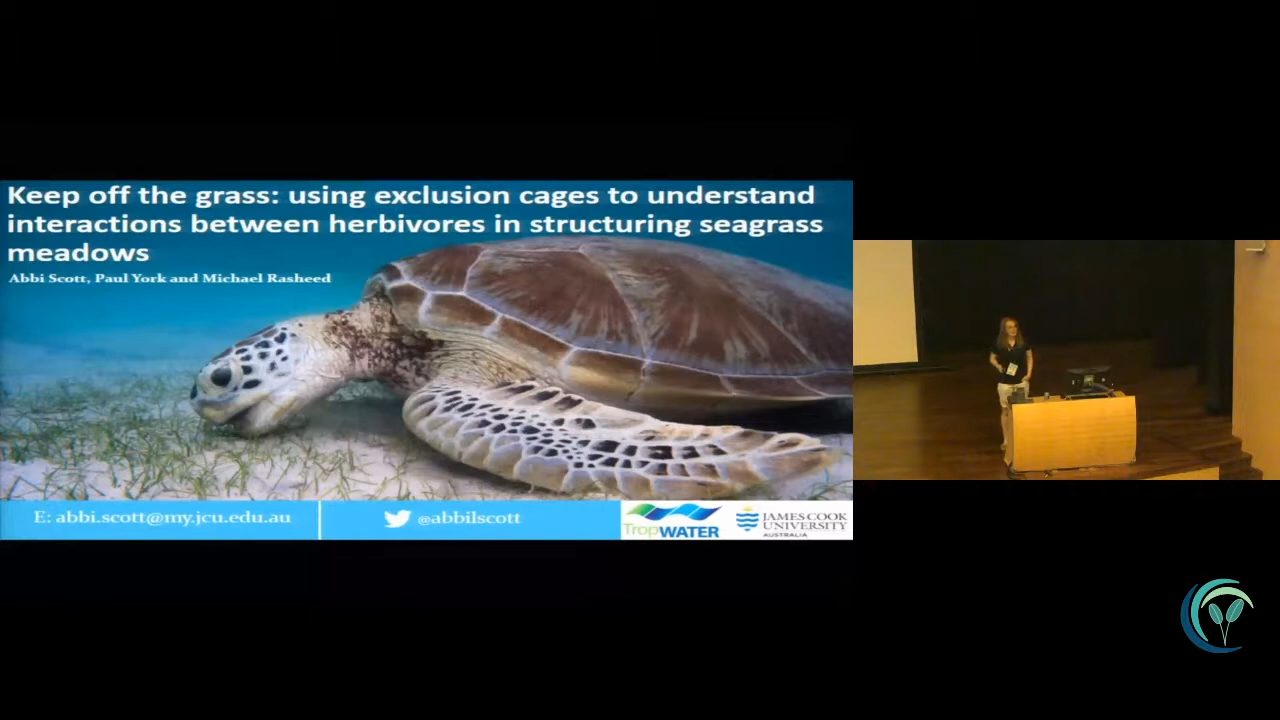 Keep off the grass: using exclusion cages to understand
interactions between herbivores in structuring seagrass
meadows
Abbi Scott, Paul York and Michael Rasheed
E: abbi.scott@my.jcu.edu.au
@abbilscott
TropWATER
JAMES COOK
UNIVERSITY
AUSTRALIA